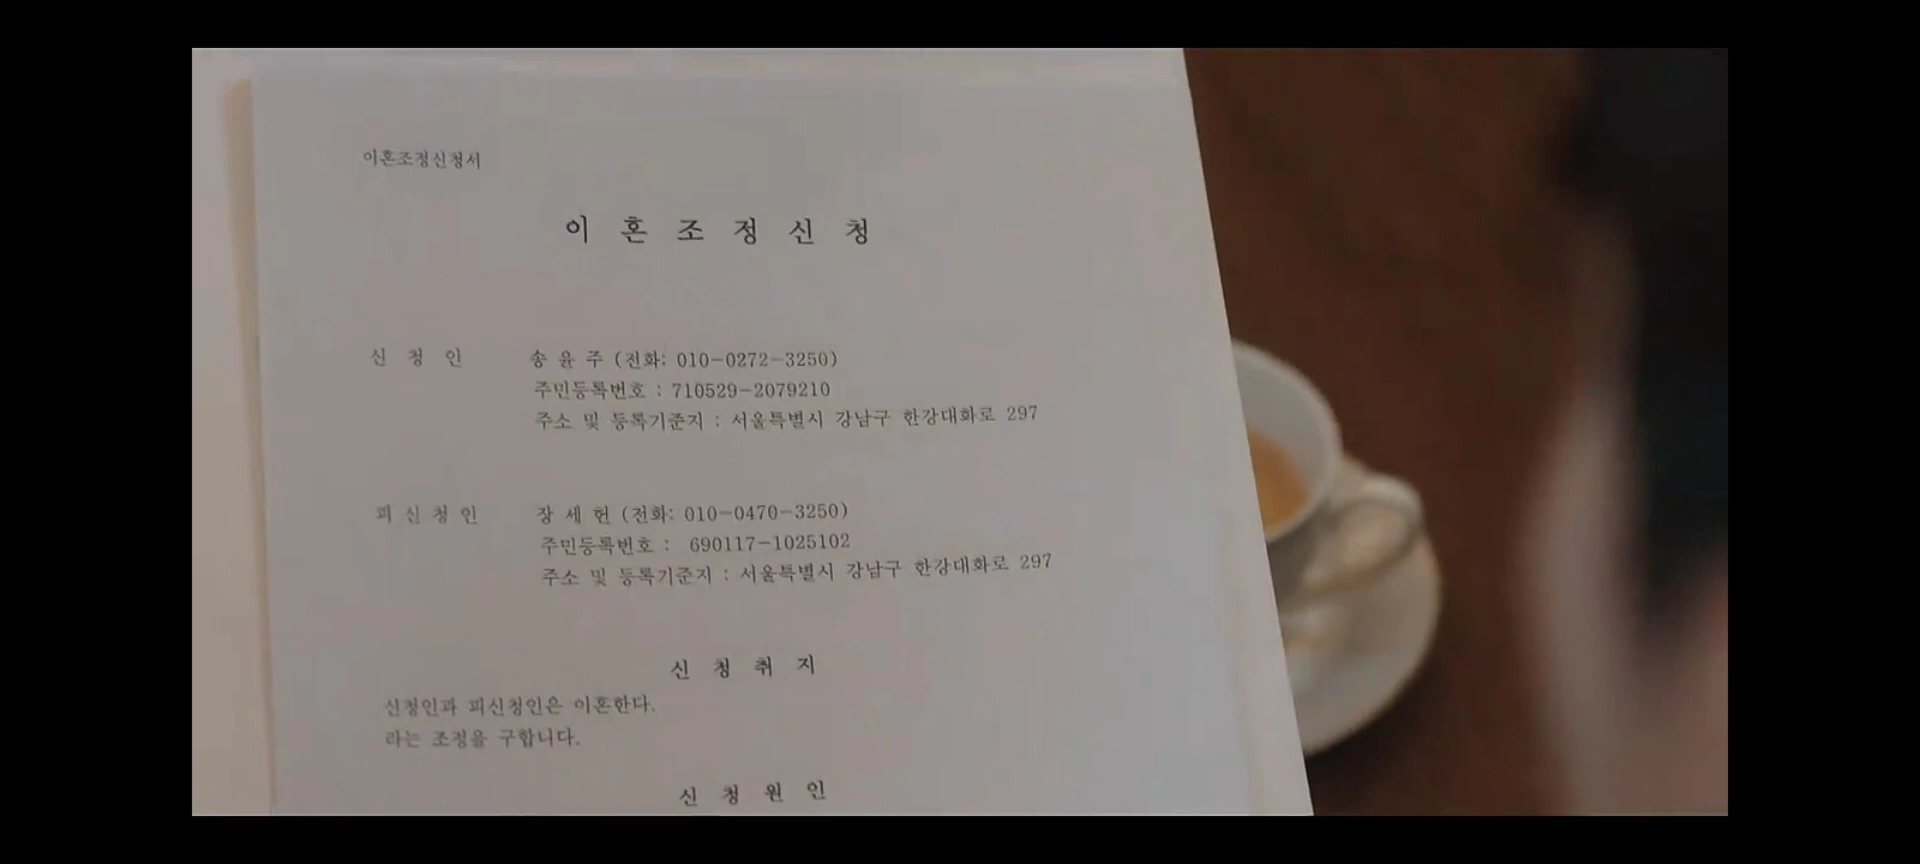 이혼조정신청서
이 혼 조 정 신 청
신 청 인 송 윤 주 (전화: 010-0272-3250)
주민등록번호 : 710529-2079210
주소 및 등록기준지 : 서울특별시 강남구 한강대화로 297
피 신 청 인 장 세 헌 (전화: 010-0470-3250)
주민등록번호 : 690117-1025102
주소 및 등록기준지 : 서울특별시 강남구 한강대화로 297
신 청 취 지
신청인과 피신청인은 이혼한다.
라는 조정을 구합니다.
신 청 원 인